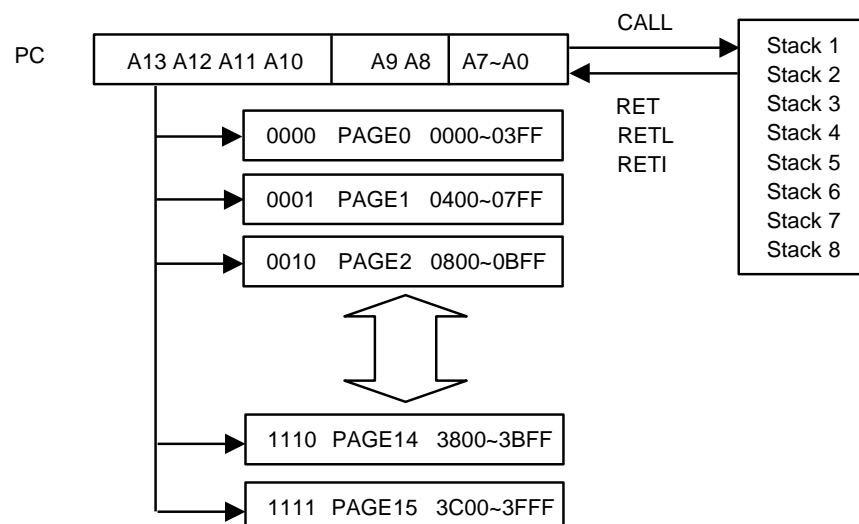 CALL
PC
A13 A12 A11 A10 A9 A8 A7~A0
Stack 1
Stack 2
Stack 3
Stack 4
Stack 5
Stack 6
Stack 7
Stack 8
RET
RETL
RETI
0000 PAGE0 0000~03FF
0001 PAGE1 0400~07FF
0010 PAGE2 0800~0BFF
1110 PAGE14 3800~3BFF
1111 PAGE15 3C00~3FFF